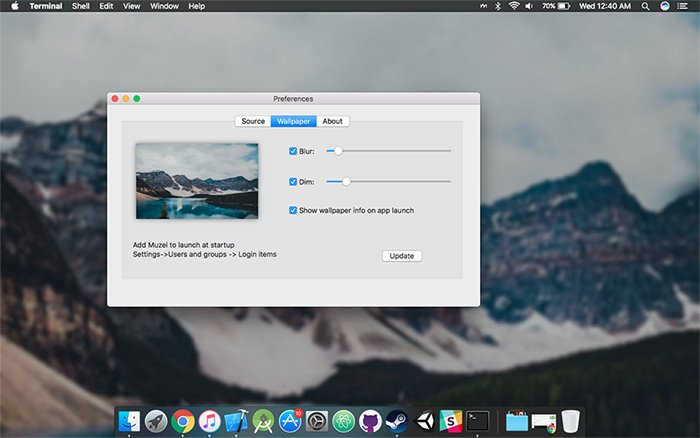 Terminal Shell Edit View Window Help 70% Wed 12:40 AM
Preferences
Source Wallpaper About
Blur:
Dim:
Show wallpaper info on app launch
Add Muzei to launch at startup
Settings->Users and groups -> Login items
Update
10